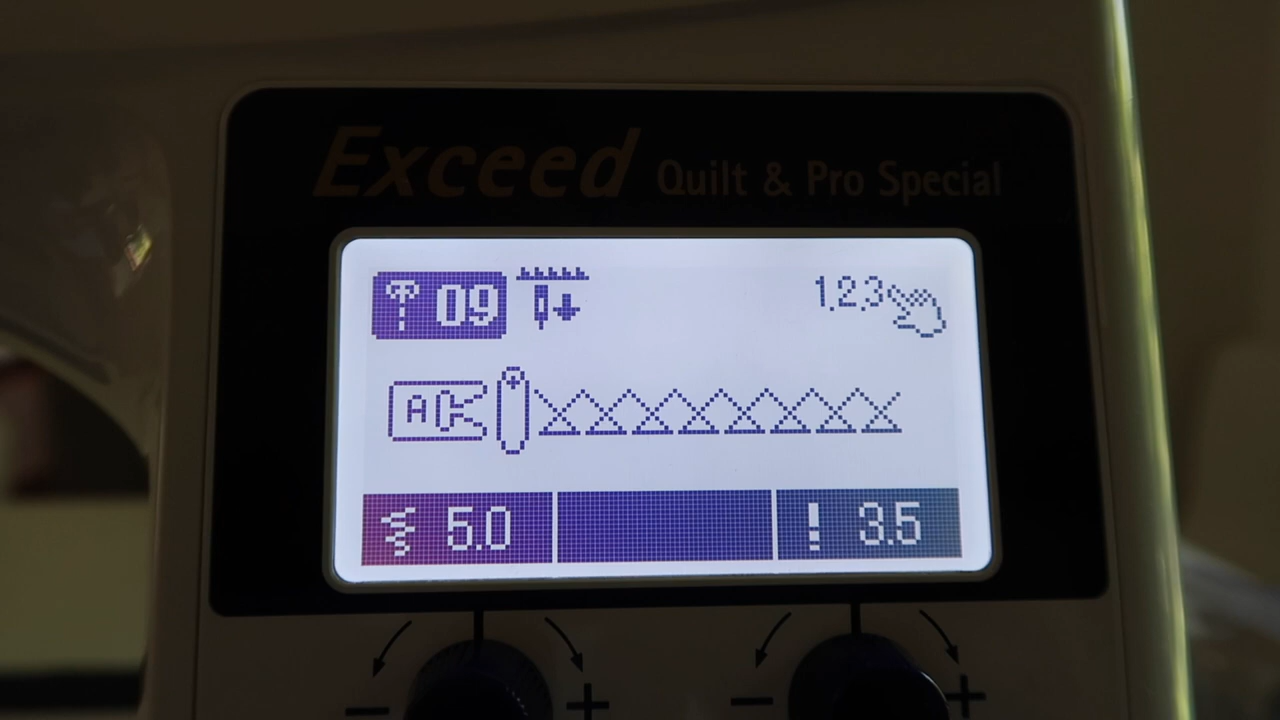 Exceed Quilt & Pro Special
09 1,2,3
A
5.0 3.5
- + - +